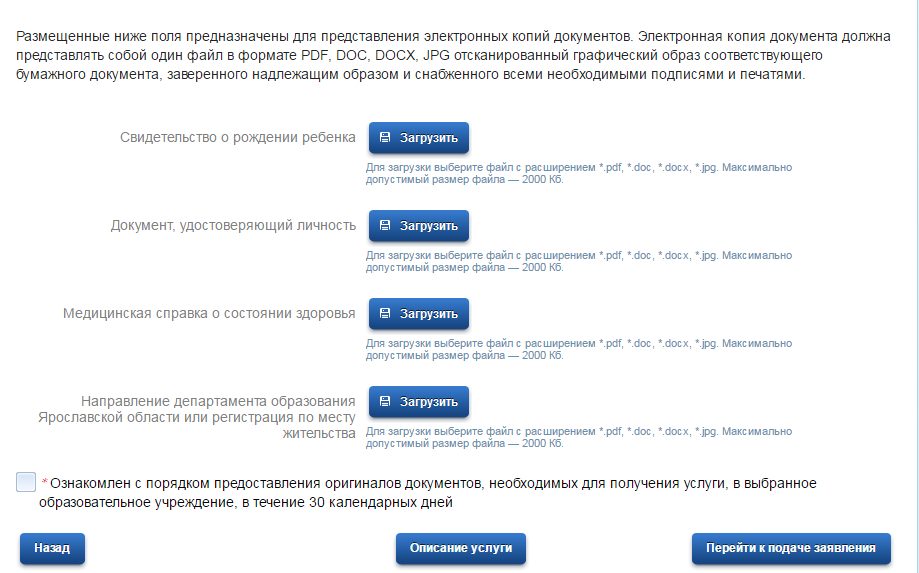 Размещенные ниже поля предназначены для представления электронных копий документов. Электронная копия документа должна
представлять собой один файл в формате PDF, DOC, DOCX, JPG отсканированный графический образ соответствующего
бумажного документа, заверенного надлежащим образом и снабженного всеми необходимыми подписями и печатями.
Свидетельство о рождении ребенка
Загрузить
Для загрузки выберите файл с расширением *.pdf, *.doc, *.docx, *.jpg. Максимально
допустимый размер файла — 2000 Кб.
Документ, удостоверяющий личность
Загрузить
Для загрузки выберите файл с расширением *.pdf, *.doc, *.docx, *.jpg. Максимально
допустимый размер файла — 2000 Кб.
Медицинская справка о состоянии здоровья
Загрузить
Для загрузки выберите файл с расширением *.pdf, *.doc, *.docx, *.jpg. Максимально
допустимый размер файла — 2000 Кб.
Направление департамента образования
Ярославской области или регистрация по месту
жительства
Загрузить
Для загрузки выберите файл с расширением *.pdf, *.doc, *.docx, *.jpg. Максимально
допустимый размер файла — 2000 Кб.
* Ознакомлен с порядком предоставления оригиналов документов, необходимых для получения услуги, в выбранное
образовательное учреждение, в течение 30 календарных дней
Назад
Описание услуги
Перейти к подаче заявления